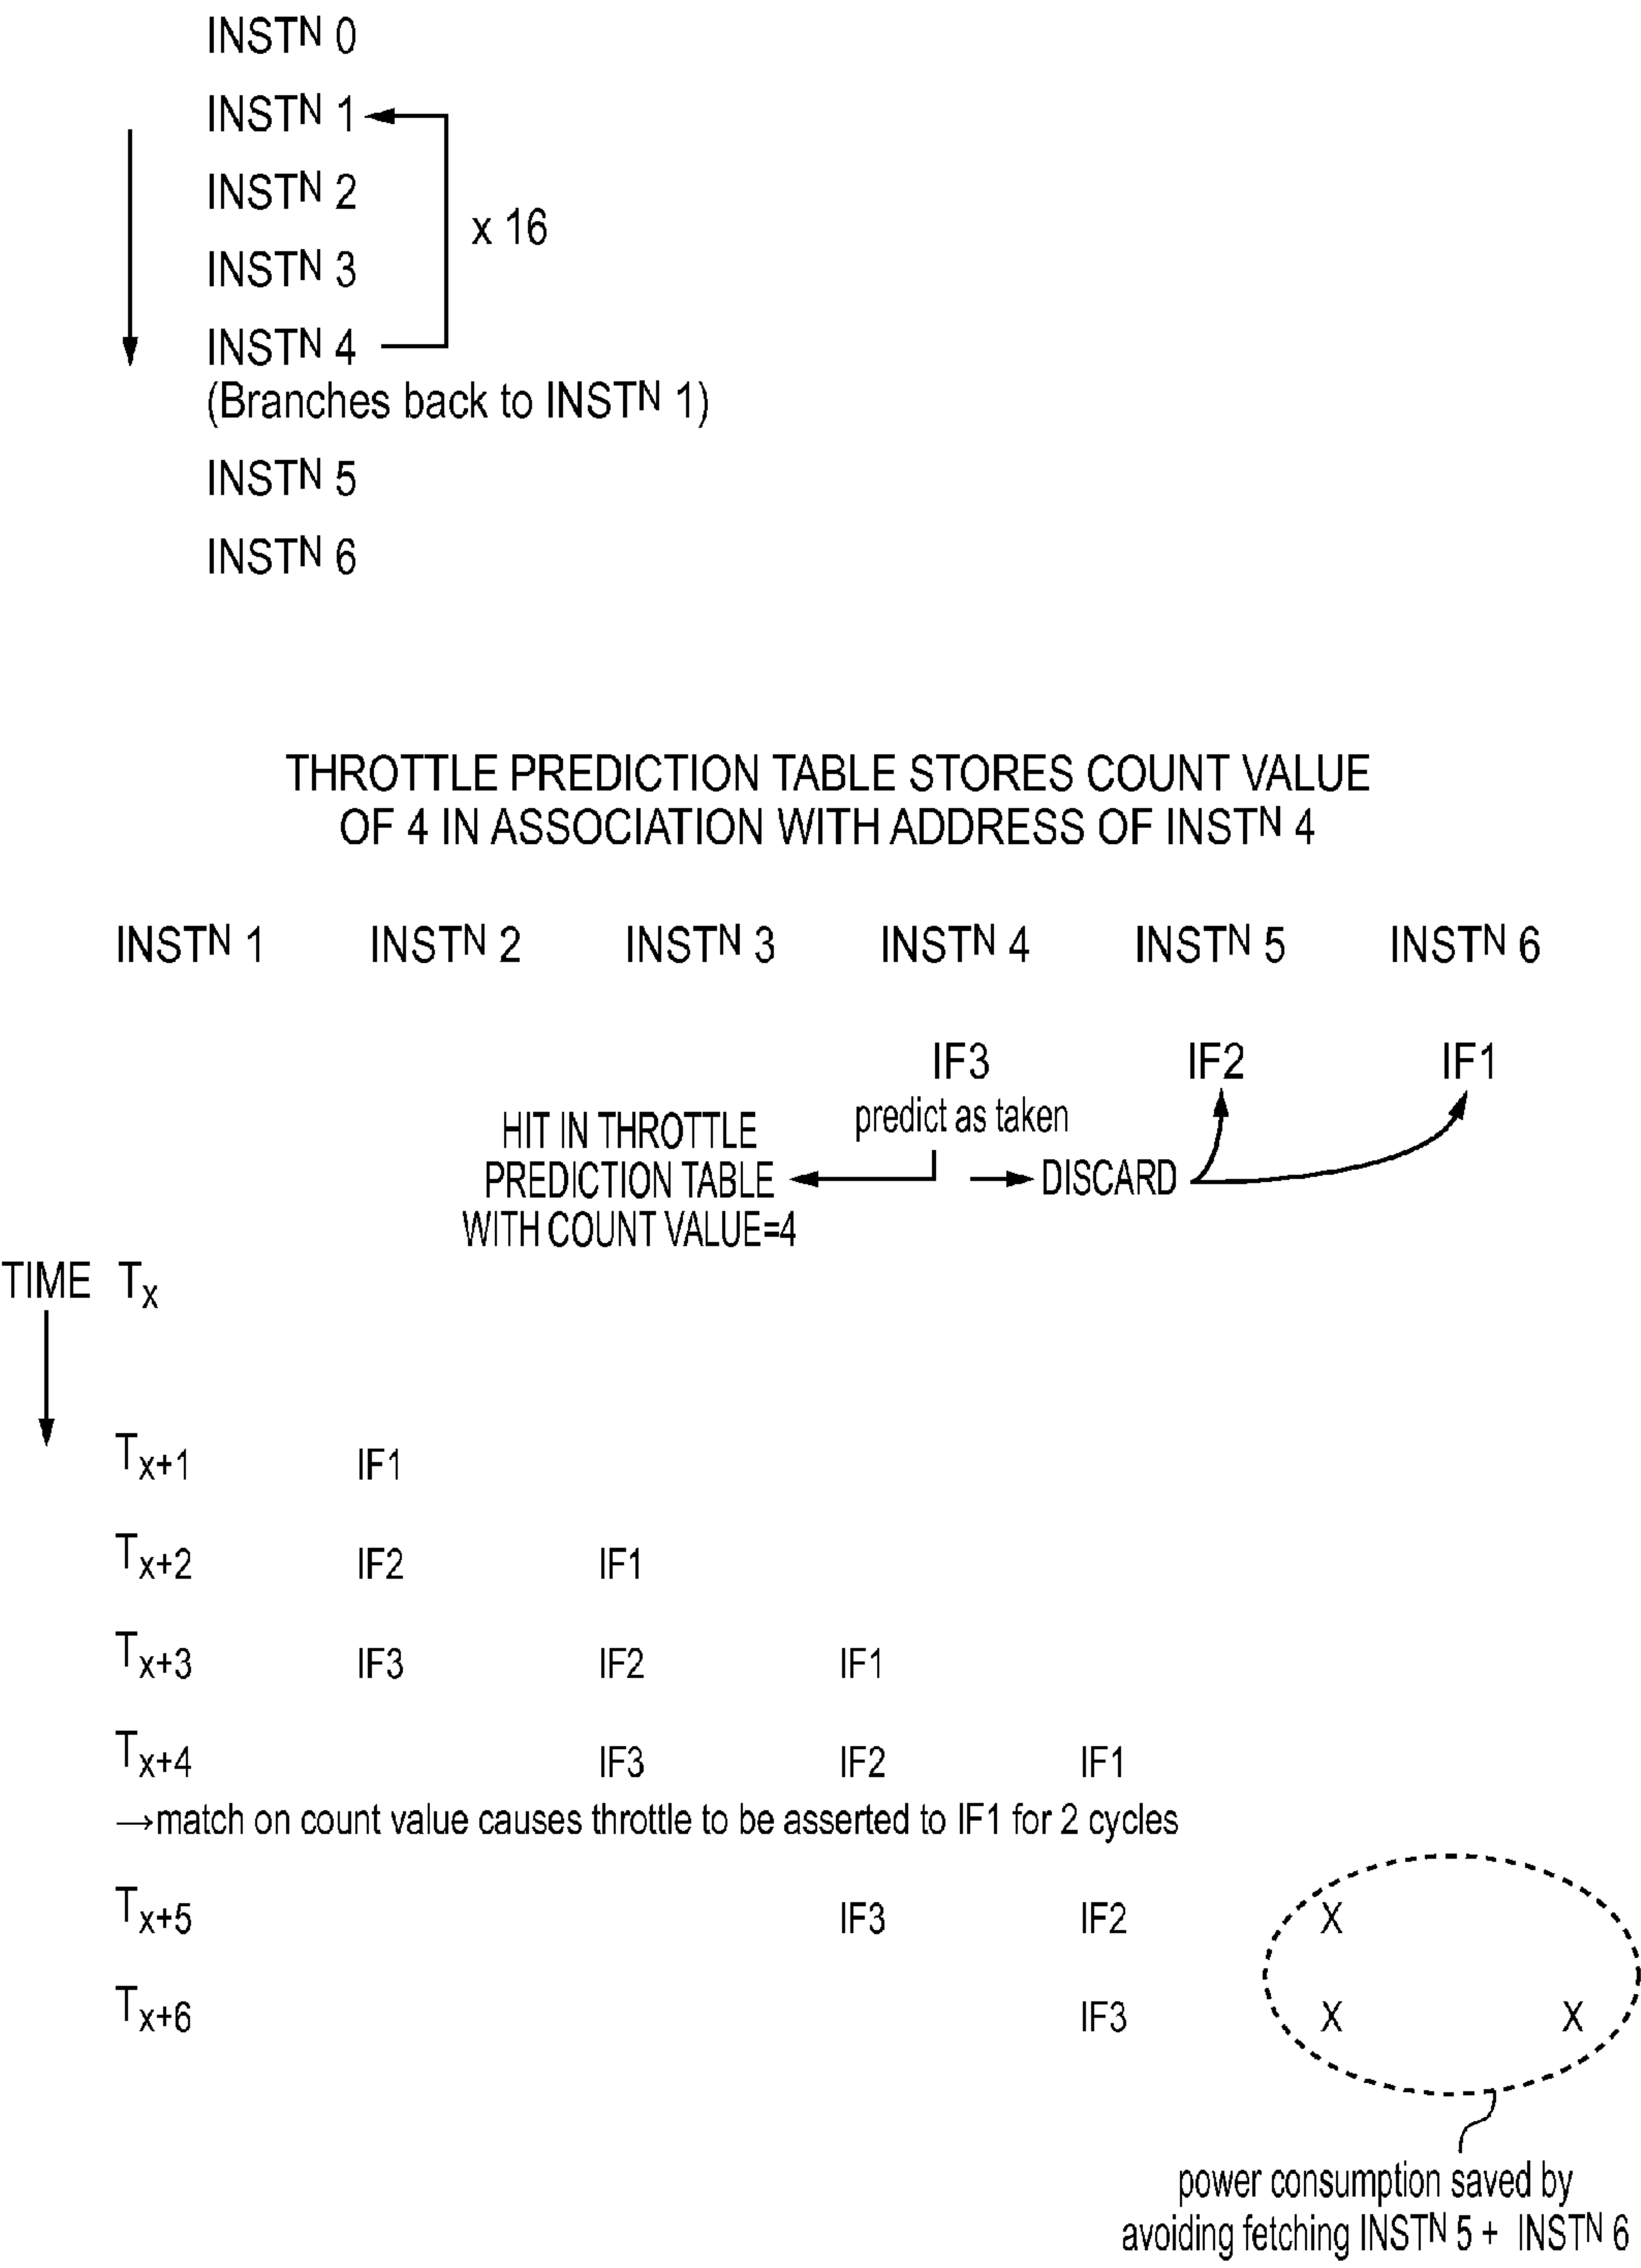 INSTN 0
INSTN 1
INSTN 2
x 16
INSTN 3
INSTN 4
(Branches back to INSTN 1)
INSTN 5
INSTN 6
THROTTLE PREDICTION TABLE STORES COUNT VALUE
OF 4 IN ASSOCIATION WITH ADDRESS OF INSTN 4
INSTN 1 INSTN 2 INSTN 3 INSTN 4 INSTN 5 INSTN 6
IF3 IF2 IF1
predict as taken
HIT IN THROTTLE
PREDICTION TABLE
WITH COUNT VALUE=4
DISCARD
TIME Tx
Tx+1 IF1
Tx+2 IF2 IF1
Tx+3 IF3 IF2 IF1
Tx+4 IF3 IF2 IF1
→match on count value causes throttle to be asserted to IF1 for 2 cycles
Tx+5 IF3 IF2 X
Tx+6 IF3 X X
power consumption saved by
avoiding fetching INSTN 5 + INSTN 6